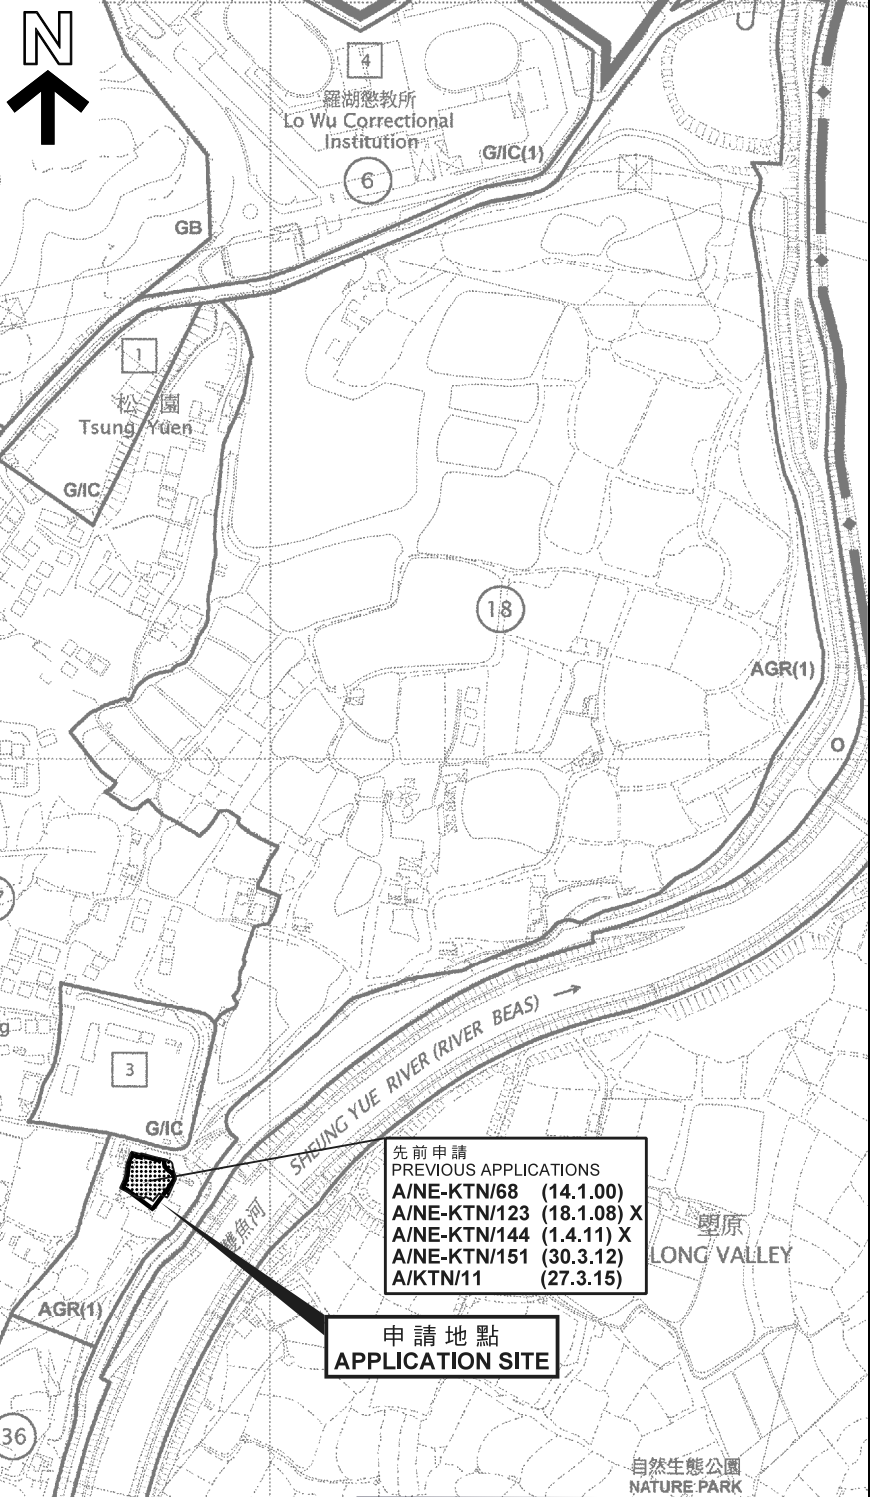 N
4
羅湖懲教所
Lo Wu Correctional
Institution
G/IC(1)
6
GB
1
松園
Tsung Yuen
G/IC
18
AGR(1)
O
3
G/IC
SHEUNG YUE RIVER (RIVER BEAS)
雙魚河
先前申請
PREVIOUS APPLICATIONS
A/NE-KTN/68 (14.1.00)
A/NE-KTN/123 (18.1.08) X
A/NE-KTN/144 (1.4.11) X
A/NE-KTN/151 (30.3.12)
A/KTN/11 (27.3.15)
塱原
LONG VALLEY
AGR(1)
申請地點
APPLICATION SITE
36
自然生態公園
NATURE PARK